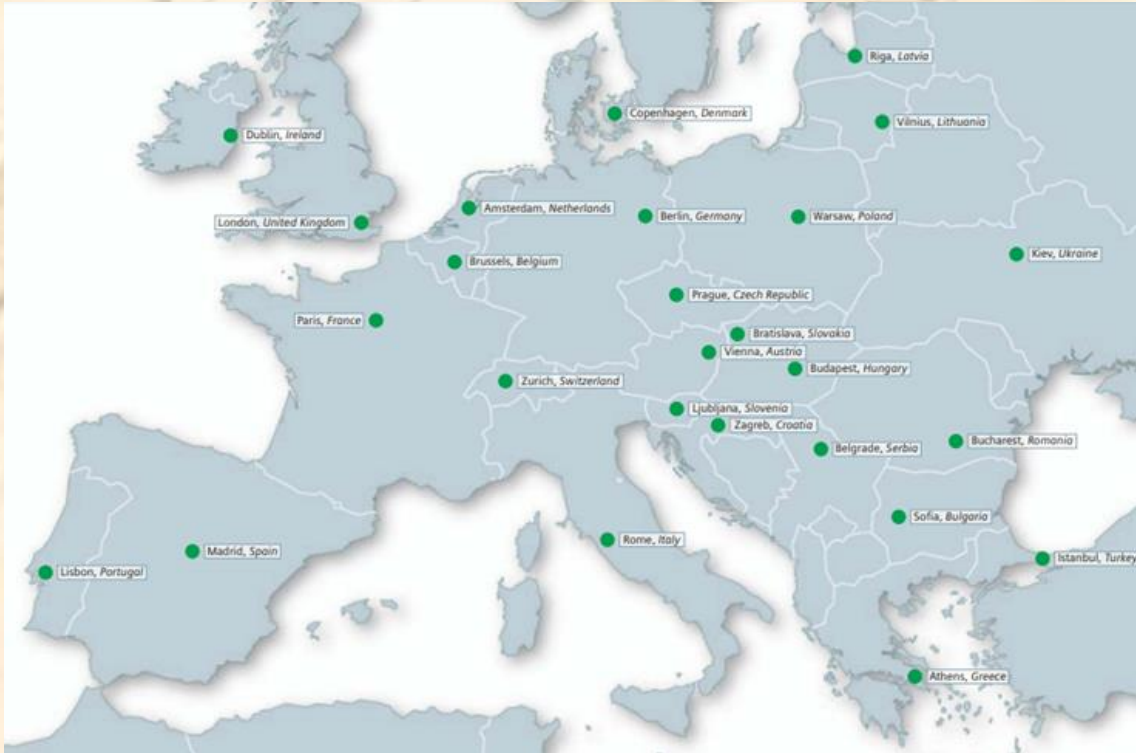 Riga, Latvia
Copenhagen, Denmark
Vilnius, Lithuania
Dublin, Ireland
Amsterdam, Netherlands
Berlin, Germany
Warsaw, Poland
London, United Kingdom
Kiev, Ukraine
Brussels, Belgium
Prague, Czech Republic
Paris, France
Bratislava, Slovakia
Vienna, Austria
Budapest, Hungary
Zurich, Switzerland
Ljubljana, Slovenia
Zagreb, Croatia
Bucharest, Romania
Belgrade, Serbia
Sofia, Bulgaria
Rome, Italy
Madrid, Spain
Istanbul, Turkey
Lisbon, Portugal
Athens, Greece